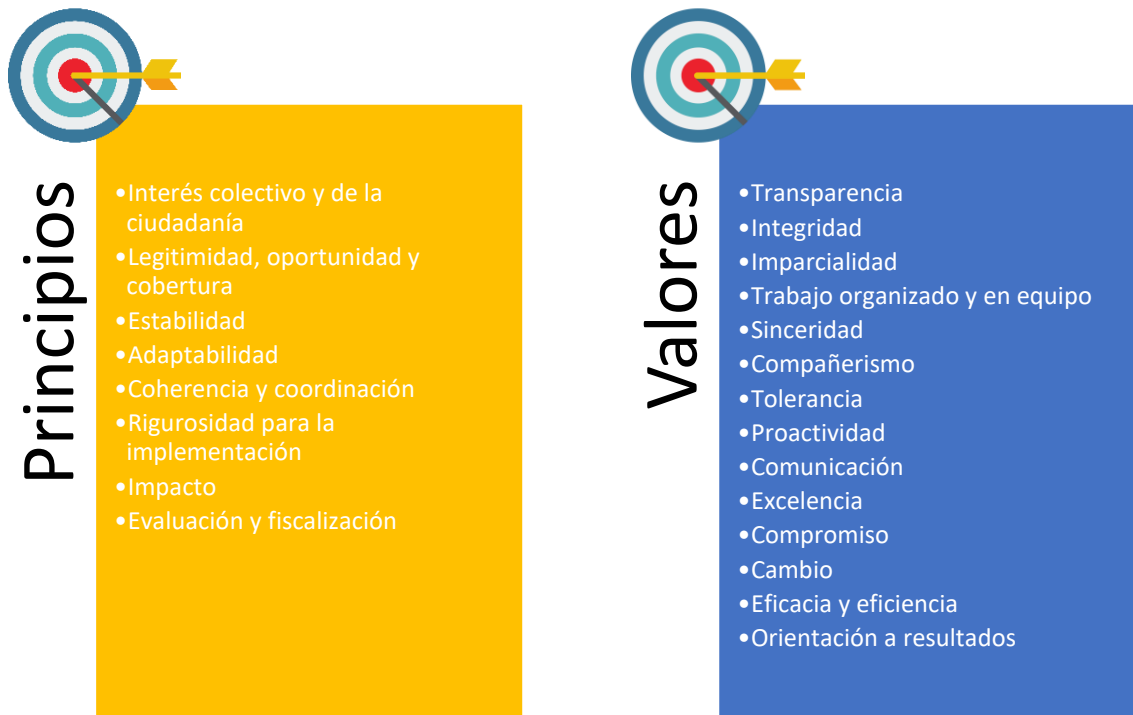 Principios
•Interés colectivo y de la
ciudadanía
•Legitimidad, oportunidad y
cobertura
•Estabilidad
•Adaptabilidad
•Coherencia y coordinación
•Rigurosidad para la
implementación
•Impacto
•Evaluación y fiscalización
Valores
•Transparencia
•Integridad
•Imparcialidad
•Trabajo organizado y en equipo
•Sinceridad
•Compañerismo
•Tolerancia
•Proactividad
•Comunicación
•Excelencia
•Compromiso
•Cambio
•Eficacia y eficiencia
•Orientación a resultados